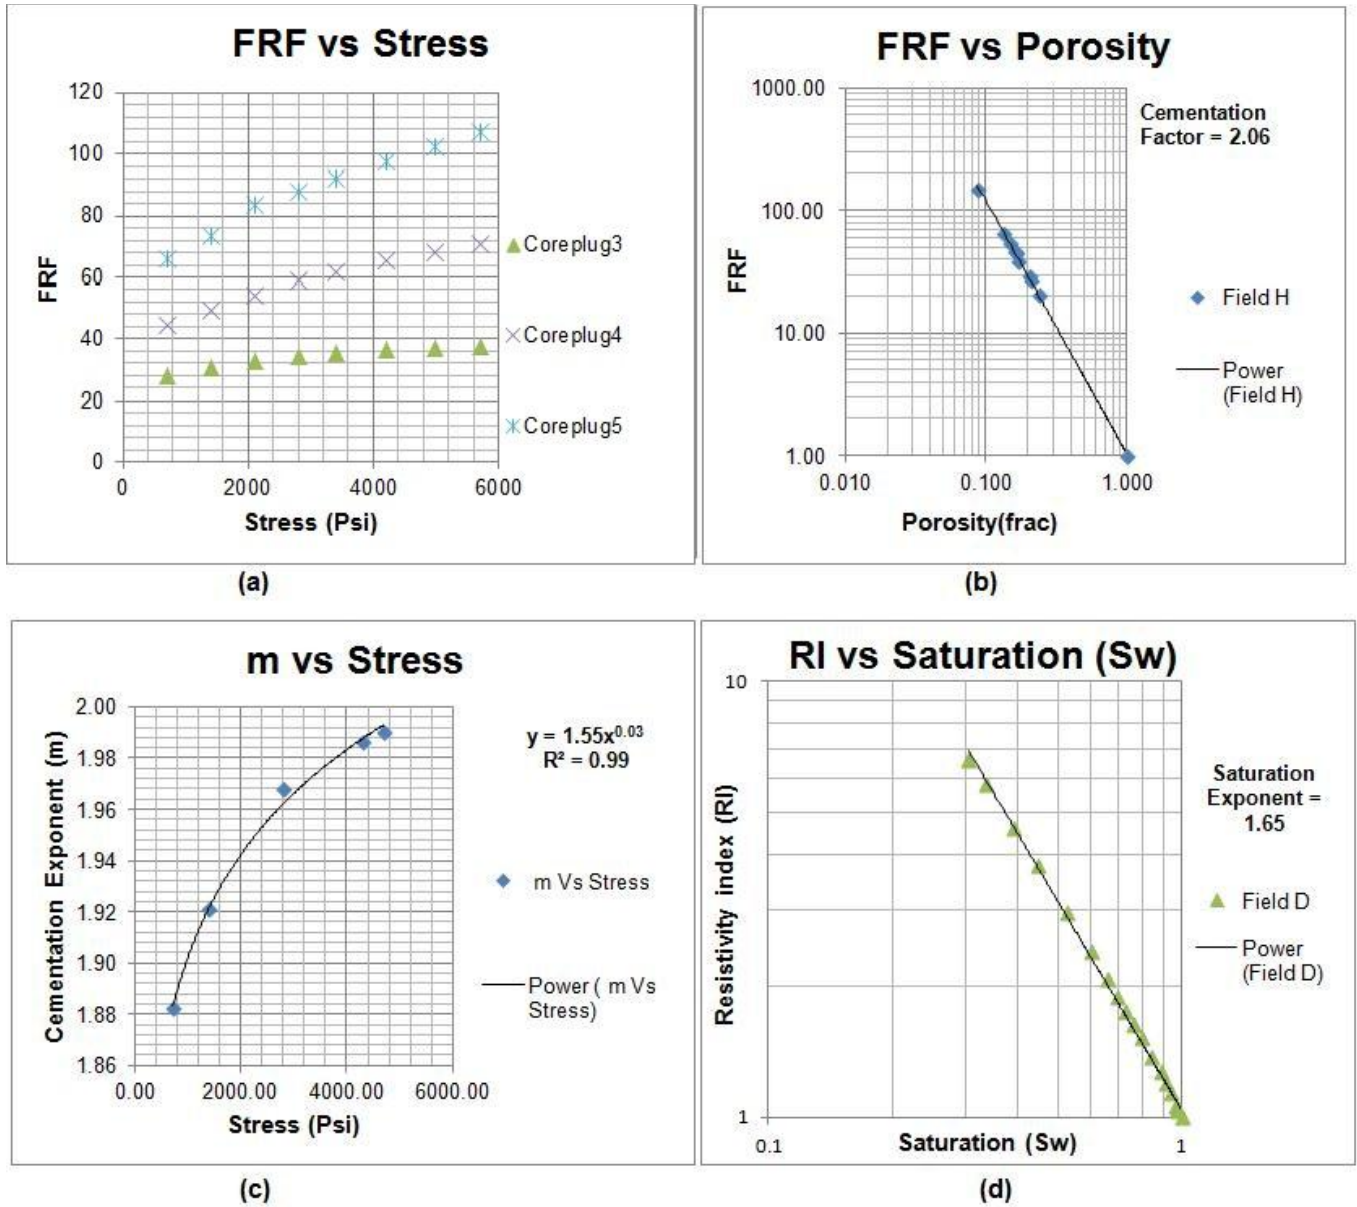 FRF vs Stress
120
100
80
60
40
20
0
FRF
0 2000 4000 6000
Stress (Psi)
Coreplug3
Coreplug4
Coreplug5
(a)
FRF vs Porosity
1000.00
100.00
10.00
1.00
FRF
0.010 0.100 1.000
Porosity(frac)
Cementation
Factor = 2.06
Field H
Power
(Field H)
(b)
m vs Stress
2.00
1.98
1.96
1.94
1.92
1.90
1.88
1.86
Cementation Exponent (m)
0.00 2000.00 4000.00 6000.00
Stress (Psi)
y = 1.55x^0.03
R² = 0.99
m Vs Stress
Power ( m Vs
Stress)
(c)
RI vs Saturation (Sw)
10
1
Resistivity index (RI)
0.1 1
Saturation (Sw)
Saturation
Exponent =
1.65
Field D
Power
(Field D)
(d)